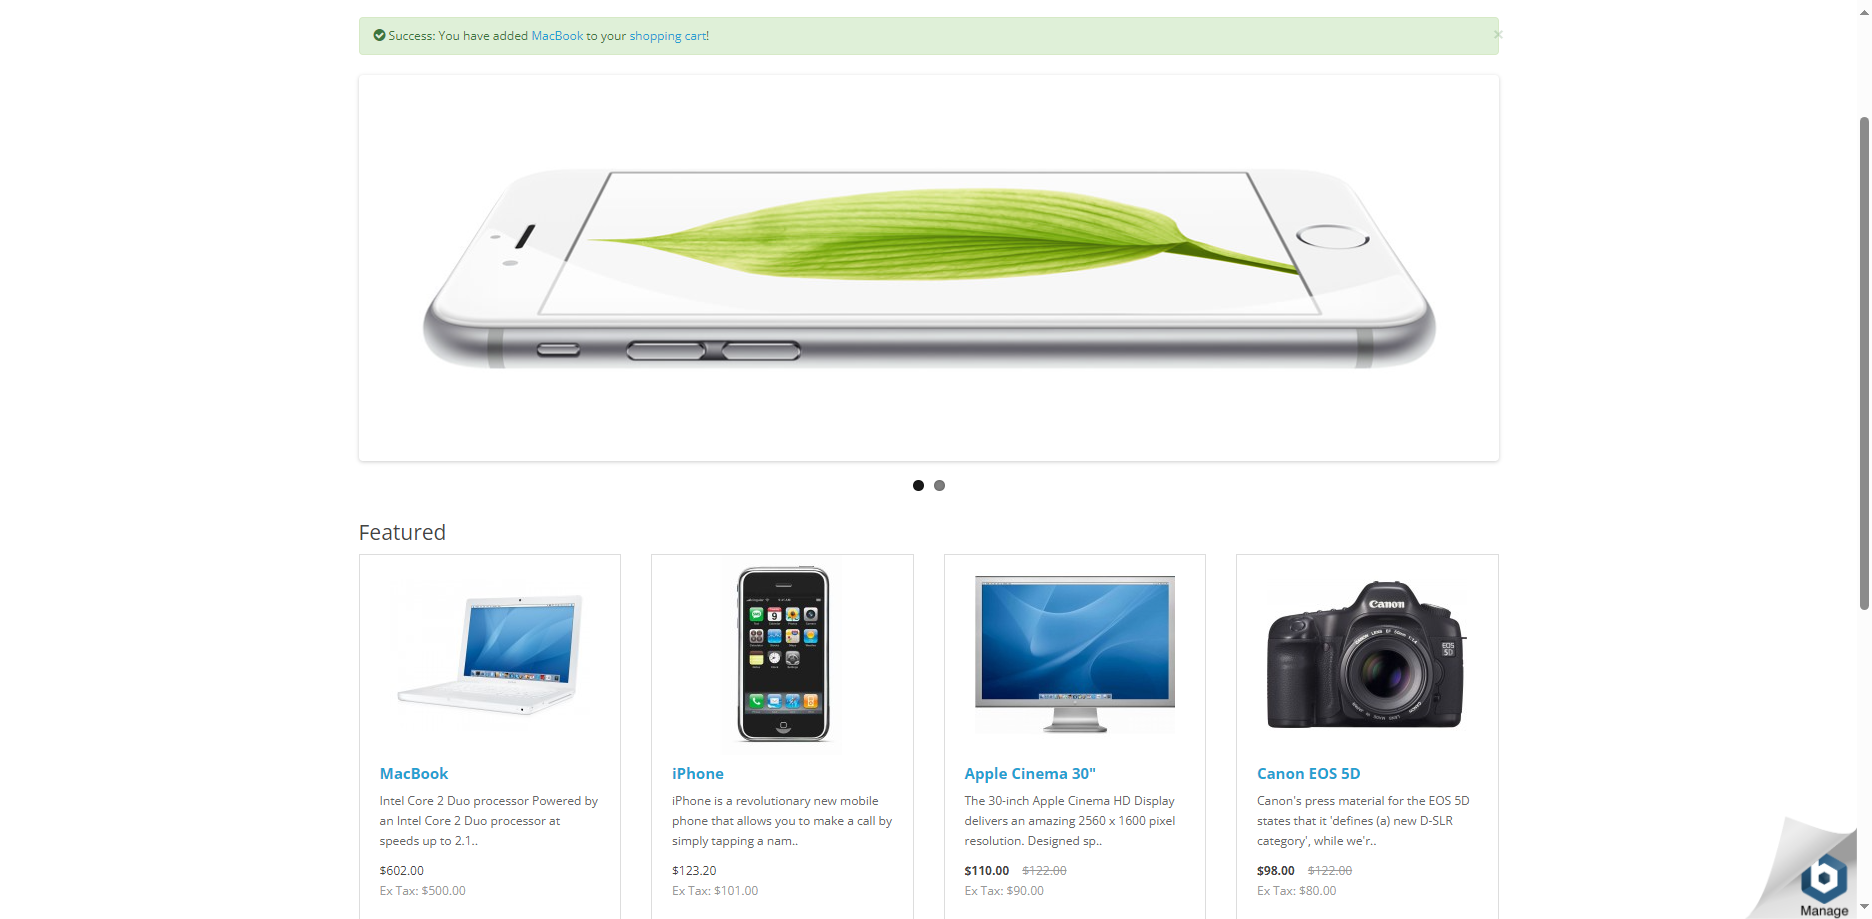 Success: You have added MacBook to your shopping cart!
×
Featured
Canon
EOS
5D
MacBook
Intel Core 2 Duo processor Powered by
an Intel Core 2 Duo processor at
speeds up to 2.1..
$602.00
Ex Tax: $500.00
iPhone
iPhone is a revolutionary new mobile
phone that allows you to make a call by
simply tapping a nam..
$123.20
Ex Tax: $101.00
Apple Cinema 30"
The 30-inch Apple Cinema HD Display
delivers an amazing 2560 x 1600 pixel
resolution. Designed sp..
$110.00 $122.00
Ex Tax: $90.00
Canon EOS 5D
Canon's press material for the EOS 5D
states that it 'defines (a) new D-SLR
category', while we'r..
$98.00 $122.00
Ex Tax: $80.00
Manage